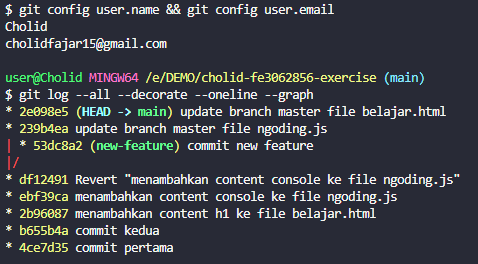 $ git config user.name && git config user.email
Cholid
cholidfajar15@gmail.com
user@Cholid MINGW64 /e/DEMO/cholid-fe3062856-exercise (main)
$ git log --all --decorate --oneline --graph
* 2e098e5 (HEAD -> main) update branch master file belajar.html
* 239b4ea update branch master file ngoding.js
| * 53dc8a2 (new-feature) commit new feature
|/
* df12491 Revert "menambahkan content console ke file ngoding.js"
* ebf39ca menambahkan content console ke file ngoding.js
* 2b96087 menambahkan content h1 ke file belajar.html
* b655b4a commit kedua
* 4ce7d35 commit pertama